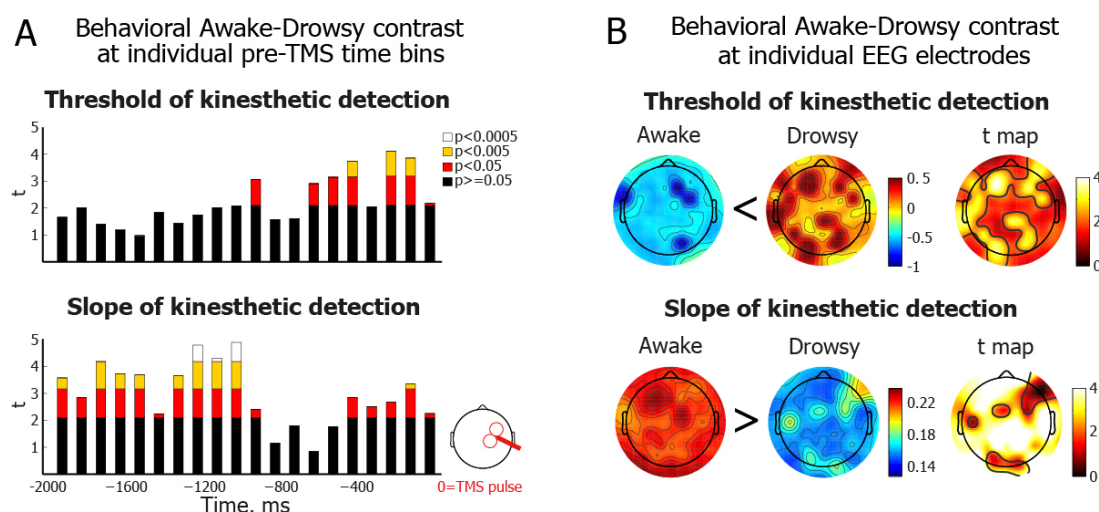 A
Behavioral Awake-Drowsy contrast
at individual pre-TMS time bins
Threshold of kinesthetic detection
5
4
3
2
1
t
p<0.0005
p<0.005
p<0.05
p>=0.05
Slope of kinesthetic detection
5
4
3
2
1
t
−2000
−1600
−1200
−800
−400
0=TMS pulse
Time, ms
B
Behavioral Awake-Drowsy contrast
at individual EEG electrodes
Threshold of kinesthetic detection
Awake
Drowsy
t map
<
0.5
0
-0.5
-1
4
2
0
Slope of kinesthetic detection
Awake
Drowsy
t map
>
0.22
0.19
0.16
0.13
4
2
0